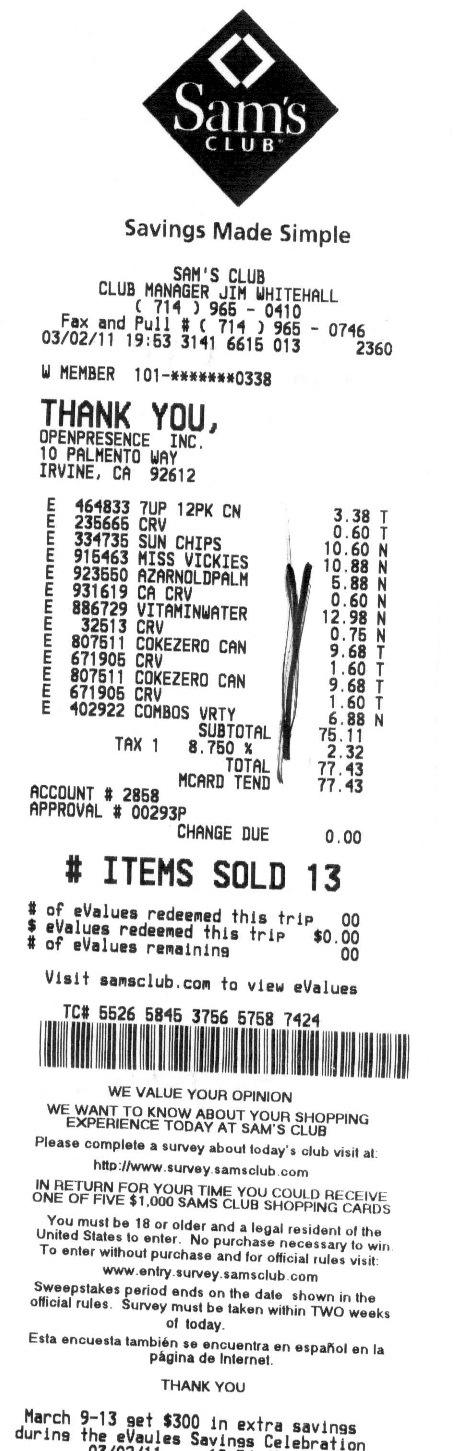 Sam's
CLUB
Savings Made Simple
SAM'S CLUB
CLUB MANAGER JIM WHITEHALL
( 714 ) 965 - 0410
Fax and Pull # ( 714 ) 965 - 0746
03/02/11 19:53 3141 6615 013 2360
W MEMBER 101-*******0338
THANK YOU,
OPENPRESENCE INC.
10 PALMENTO WAY
IRVINE, CA 92612
E 464833 7UP 12PK CN 3.38 T
E 235665 CRV 0.60 T
E 334735 SUN CHIPS 10.60 N
E 915463 MISS VICKIES 10.88 N
E 923550 AZARNOLDPALM 5.88 N
E 931619 CA CRV 0.60 N
E 886729 VITAMINWATER 12.98 N
E 32513 CRV 0.75 N
E 807511 COKEZERO CAN 9.68 T
E 671905 CRV 1.60 T
E 807511 COKEZERO CAN 9.68 T
E 671905 CRV 1.60 T
E 402922 COMBOS VRTY 6.88 N
SUBTOTAL 75.11
TAX 1 8.750 % 2.32
TOTAL 77.43
MCARD TEND 77.43
ACCOUNT # 2858
APPROVAL # 00293P
CHANGE DUE 0.00
# ITEMS SOLD 13
# of eValues redeemed this trip 00
$ eValues redeemed this trip $0.00
# of eValues remaining 00
Visit samsclub.com to view eValues
TC# 5526 5845 3756 5758 7424
WE VALUE YOUR OPINION
WE WANT TO KNOW ABOUT YOUR SHOPPING
EXPERIENCE TODAY AT SAM'S CLUB
Please complete a survey about today's club visit at:
http://www.survey.samsclub.com
IN RETURN FOR YOUR TIME YOU COULD RECEIVE
ONE OF FIVE $1,000 SAMS CLUB SHOPPING CARDS
You must be 18 or older and a legal resident of the
United States to enter. No purchase necessary to win.
To enter without purchase and for official rules visit:
www.entry.survey.samsclub.com
Sweepstakes period ends on the date shown in the
official rules. Survey must be taken within TWO weeks
of today.
Esta encuesta también se encuentra en español en la
página de Internet.
THANK YOU
March 9-13 get $300 in extra savings
during the eVaules Savings Celebration
03/02/11